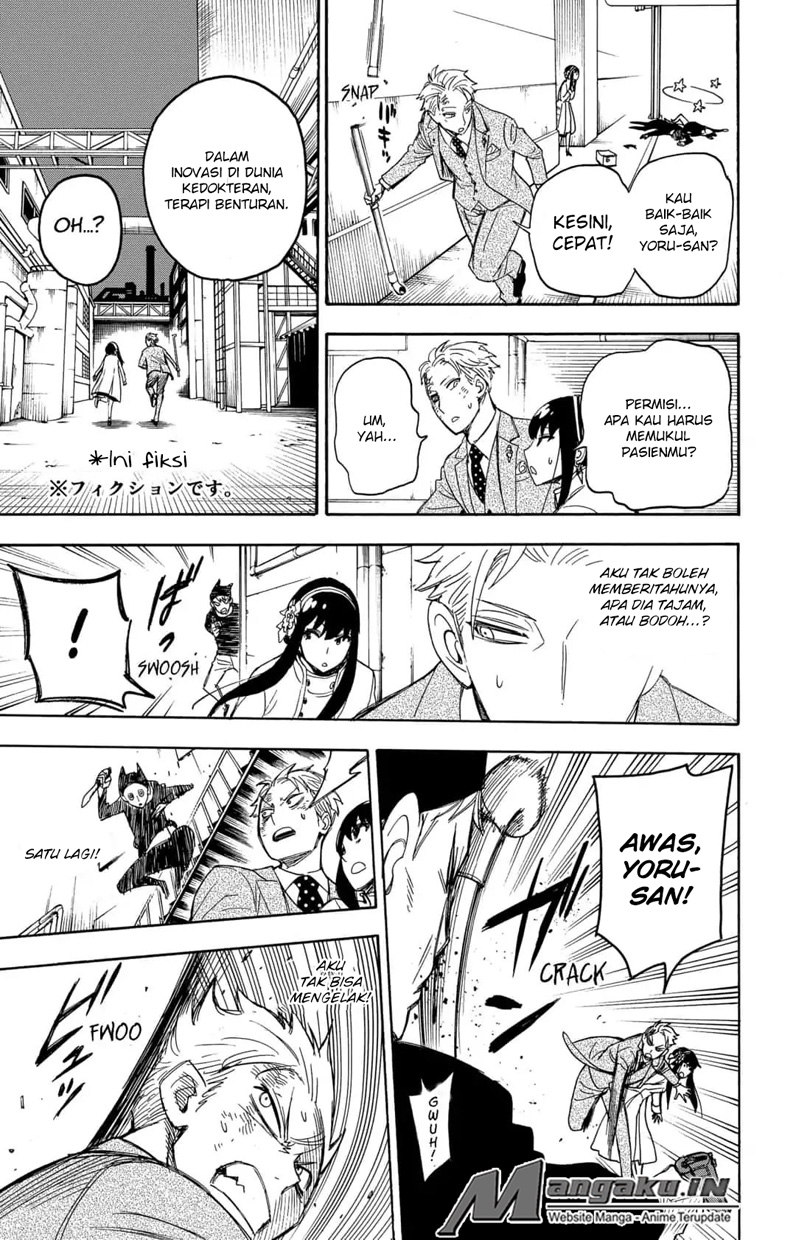 SNAP
KAU
BAIK-BAIK
SAJA,
YORU-SAN?
KESINI,
CEPAT!
PERMISI...
APA KAU HARUS
MEMUKUL
PASIENMU?
UM,
YAH...
DALAM
INOVASI DI DUNIA
KEDOKTERAN,
TERAPI BENTURAN.
OH...?
*Ini fiksi
※フィクションです。
AKU TAK BOLEH
MEMBERITAHUNYA,
APA DIA TAJAM,
ATAU BODOH...?
ばっ
SWOOSH
!
AWAS,
YORU-
SAN!
CRACK
GWUH!
SATU LAGI!
AKU
TAK BISA
MENGELAK!
ビュ
FWOO
Mangaku.IN
Website Manga - Anime Terupdate